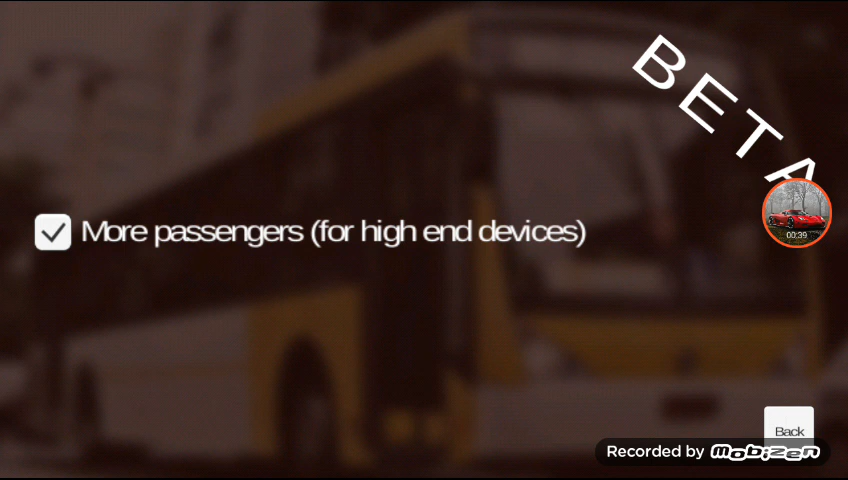 BETA
00:39
More passengers (for high end devices)
Back
Recorded by Mobizen